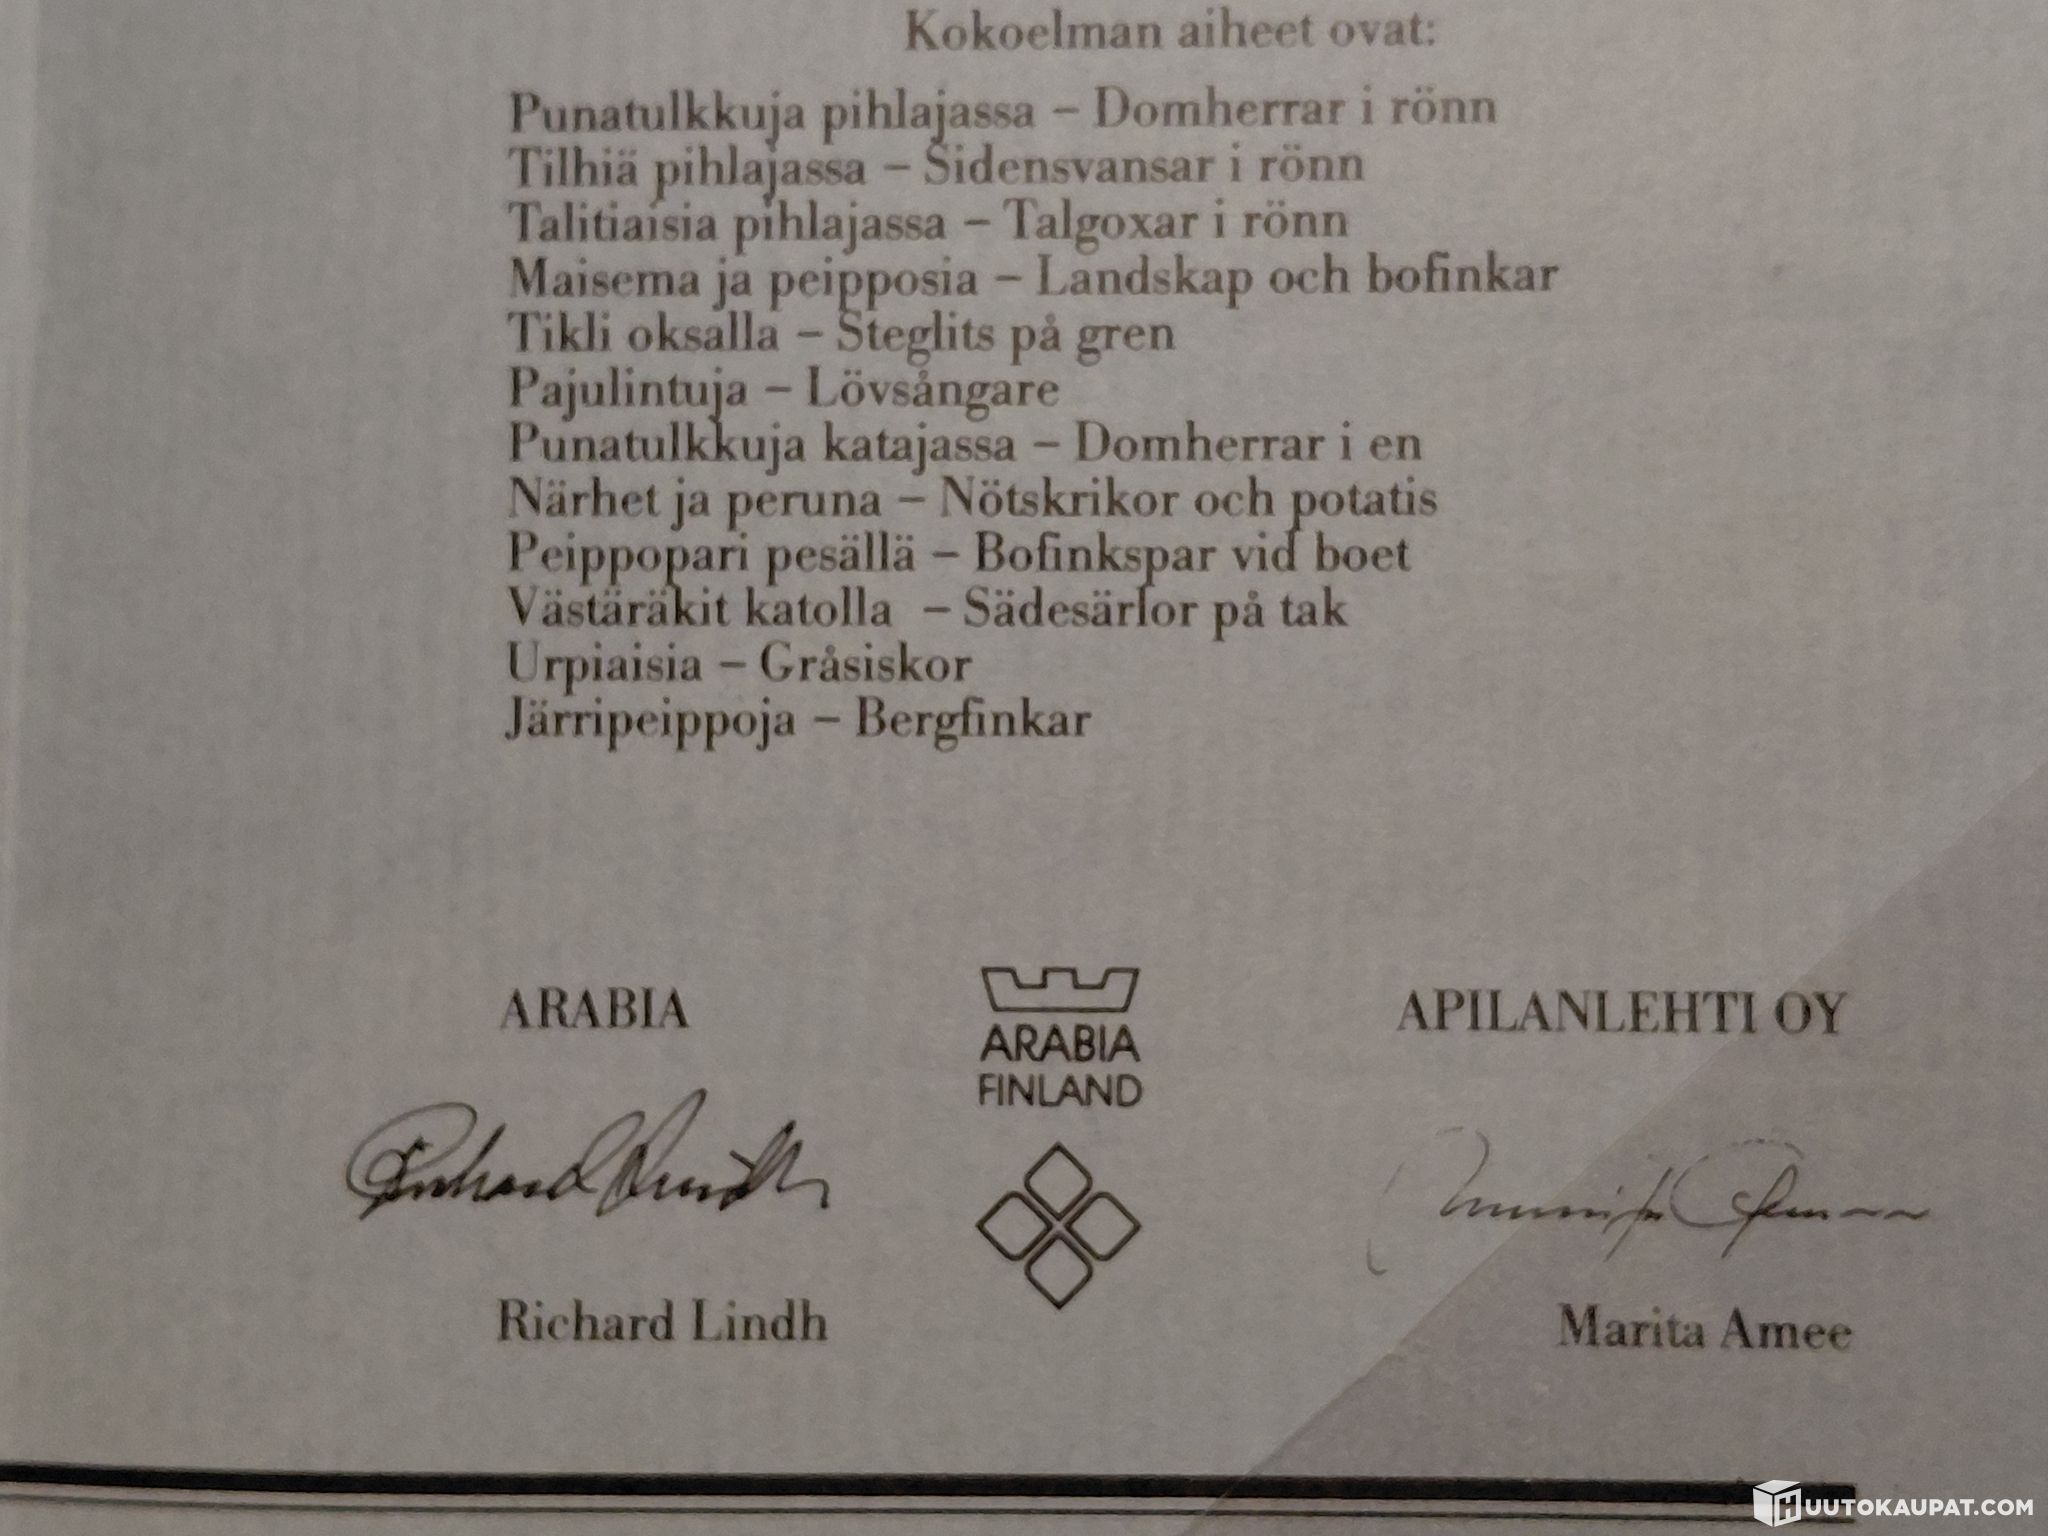 Kokoelman aiheet ovat:
Punatulkkuja pihlajassa – Domherrar i rönn
Tilhiä pihlajassa – Sidensvansar i rönn
Talitiaisia pihlajassa – Talgoxar i rönn
Maisema ja peipposia – Landskap och bofinkar
Tikli oksalla – Steglits på gren
Pajulintuja – Lövsångare
Punatulkkuja katajassa – Domherrar i en
Närhet ja peruna – Nötskrikor och potatis
Peippopari pesällä – Bofinkspar vid boet
Västäräkit katolla – Sädesärlor på tak
Urpiaisia – Gråsiskor
Järripeippoja – Bergfinkar
ARABIA
ARABIA
FINLAND
APILANLEHTI OY
Richard Lindh
Richard Lindh
Marita Amee
HUUTOKAUPAT.COM